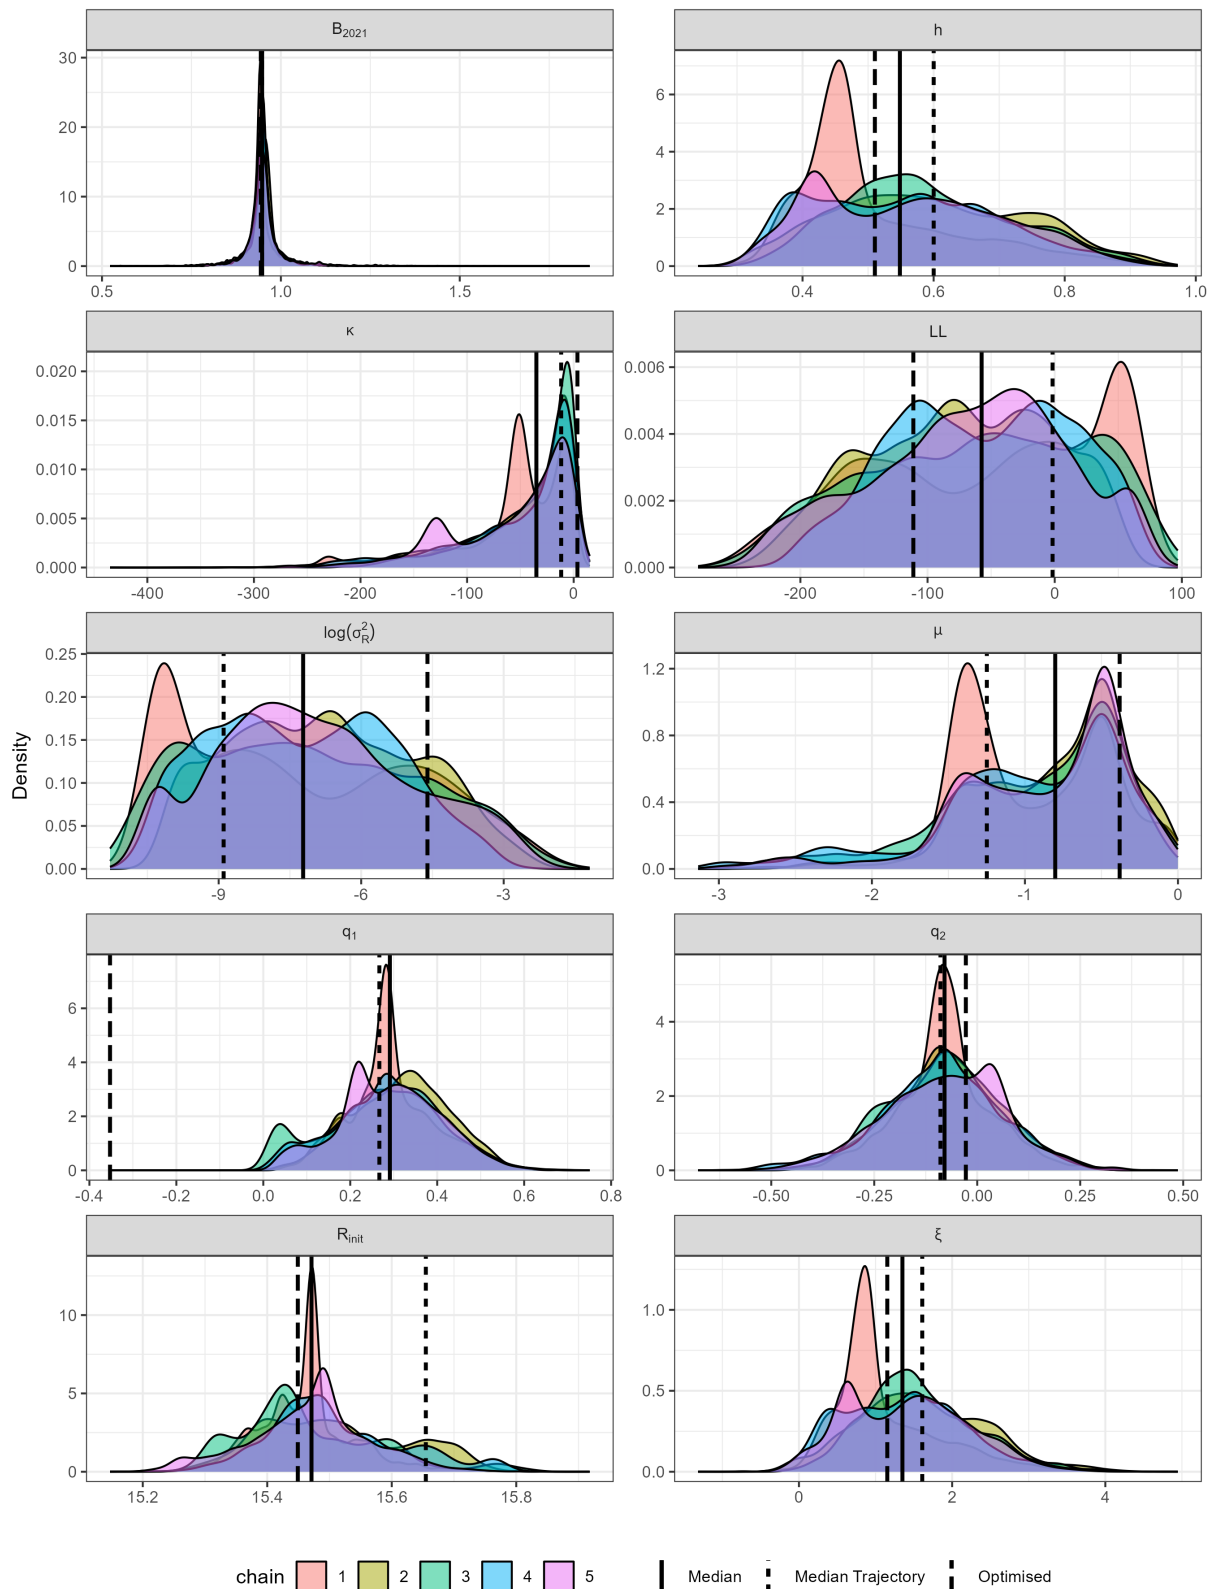 B2021
h
30
20
10
0
0.5 1.0 1.5
6
4
2
0
0.4 0.6 0.8 1.0
κ
LL
0.020
0.015
0.010
0.005
0.000
-400 -300 -200 -100 0
0.006
0.004
0.002
0.000
-200 -100 0 100
log(σ²R)
μ
0.25
0.20
0.15
0.10
0.05
0.00
-9 -6 -3
1.2
0.8
0.4
0.0
-3 -2 -1 0
Density
q1
q2
6
4
2
0
-0.4 -0.2 0.0 0.2 0.4 0.6 0.8
4
2
0
-0.50 -0.25 0.00 0.25 0.50
Rinit
ξ
10
5
0
15.2 15.4 15.6 15.8
1.0
0.5
0.0
0 2 4
chain 1 2 3 4 5 Median Median Trajectory Optimised